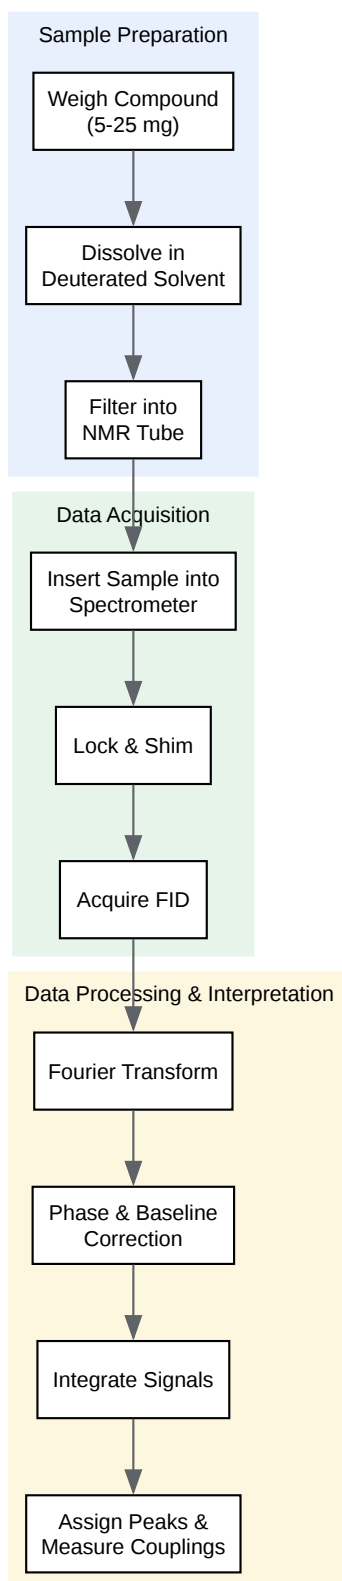 Sample Preparation
Weigh Compound
(5-25 mg)
Dissolve in
Deuterated Solvent
Filter into
NMR Tube
Data Acquisition
Insert Sample into
Spectrometer
Lock & Shim
Acquire FID
Data Processing & Interpretation
Fourier Transform
Phase & Baseline
Correction
Integrate Signals
Assign Peaks &
Measure Couplings